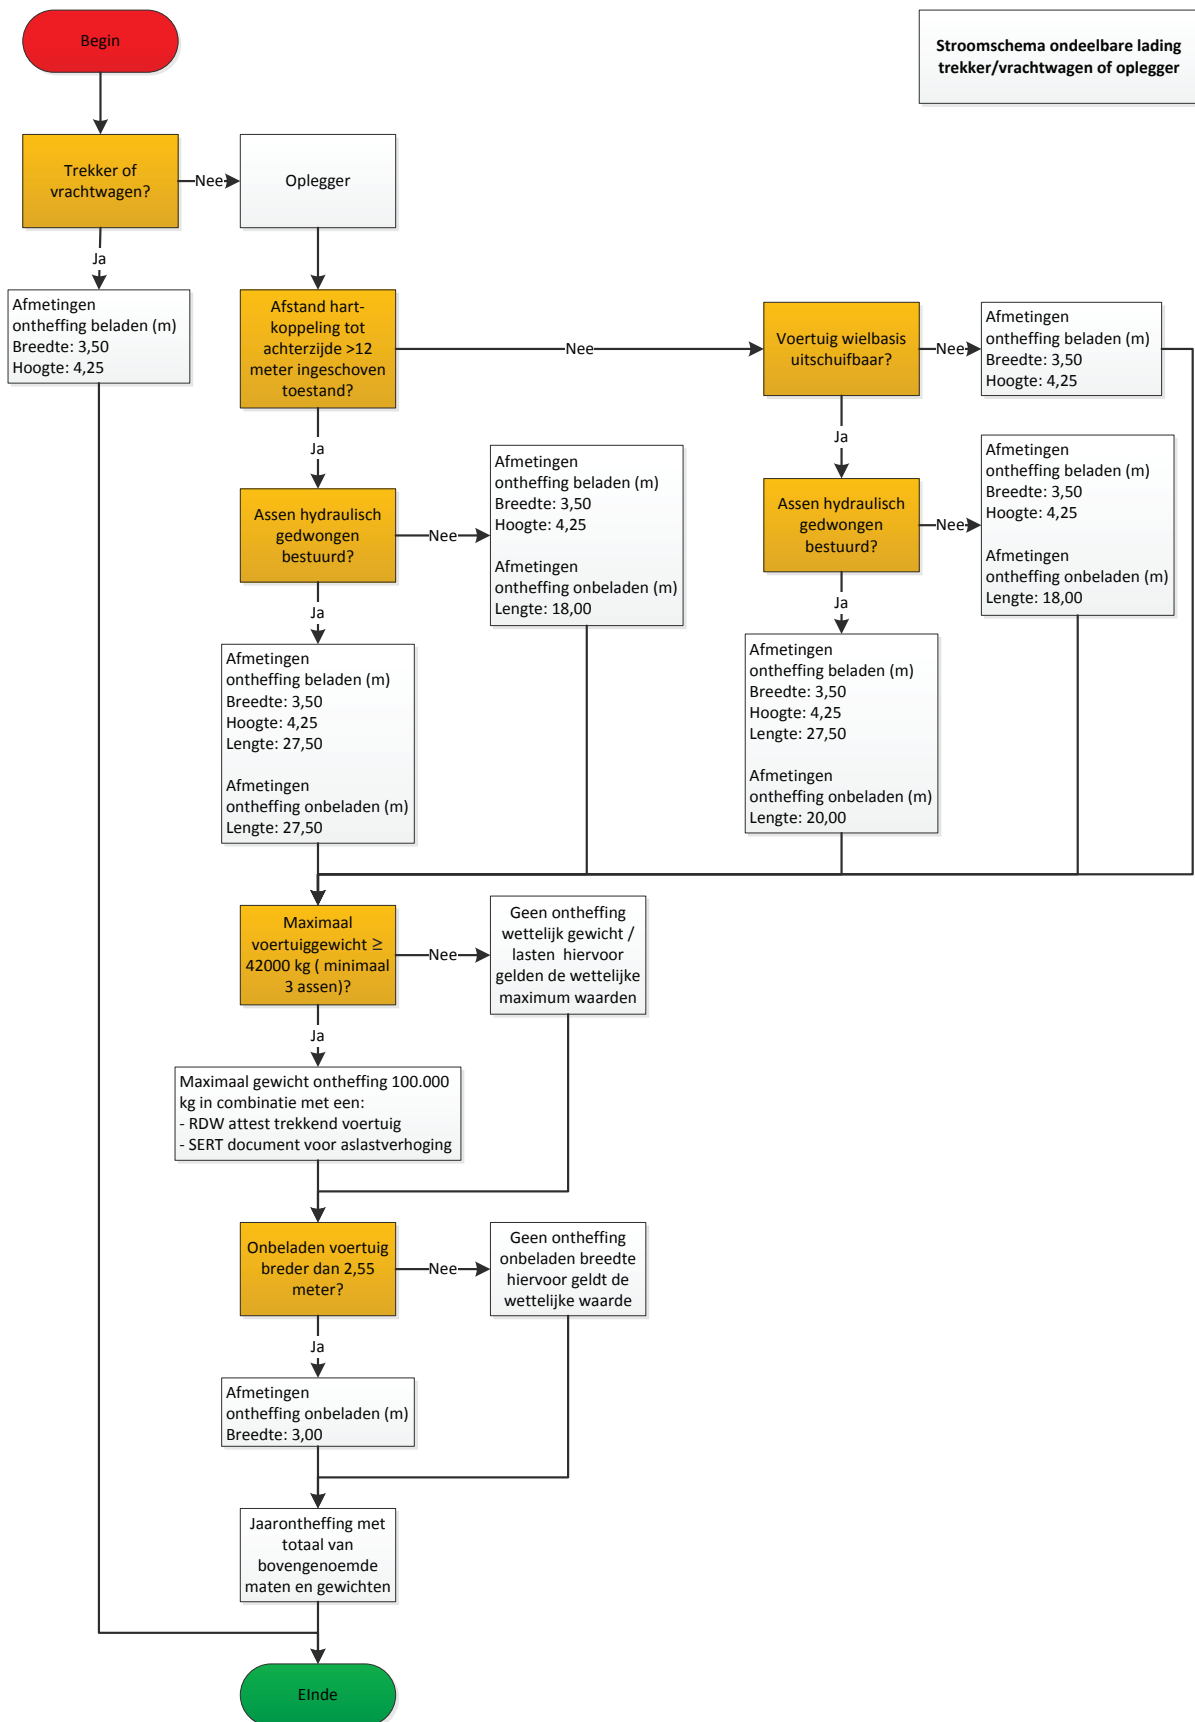 Begin
Stroomschema ondeelbare lading
trekker/vrachtwagen of oplegger
Trekker of
vrachtwagen?
Nee
Oplegger
Ja
Afmetingen
ontheffing beladen (m)
Breedte: 3,50
Hoogte: 4,25
Afstand hart-
koppeling tot
achterzijde >12
meter ingeschoven
toestand?
Nee
Voertuig wielbasis
uitschuifbaar?
Nee
Afmetingen
ontheffing beladen (m)
Breedte: 3,50
Hoogte: 4,25
Ja
Ja
Assen hydraulisch
gedwongen
bestuurd?
Nee
Afmetingen
ontheffing beladen (m)
Breedte: 3,50
Hoogte: 4,25
Afmetingen
ontheffing onbeladen (m)
Lengte: 18,00
Assen hydraulisch
gedwongen
bestuurd?
Nee
Afmetingen
ontheffing beladen (m)
Breedte: 3,50
Hoogte: 4,25
Afmetingen
ontheffing onbeladen (m)
Lengte: 18,00
Ja
Ja
Afmetingen
ontheffing beladen (m)
Breedte: 3,50
Hoogte: 4,25
Lengte: 27,50
Afmetingen
ontheffing onbeladen (m)
Lengte: 27,50
Afmetingen
ontheffing beladen (m)
Breedte: 3,50
Hoogte: 4,25
Lengte: 27,50
Afmetingen
ontheffing onbeladen (m)
Lengte: 20,00
Maximaal
voertuiggewicht ≥
42000 kg ( minimaal
3 assen)?
Nee
Geen ontheffing
wettelijk gewicht /
lasten hiervoor
gelden de wettelijke
maximum waarden
Ja
Maximaal gewicht ontheffing 100.000
kg in combinatie met een:
- RDW attest trekkend voertuig
- SERT document voor aslastverhoging
Onbeladen voertuig
breder dan 2,55
meter?
Nee
Geen ontheffing
onbeladen breedte
hiervoor geldt de
wettelijke waarde
Ja
Afmetingen
ontheffing onbeladen (m)
Breedte: 3,00
Jaarontheffing met
totaal van
bovengenoemde
maten en gewichten
EInde